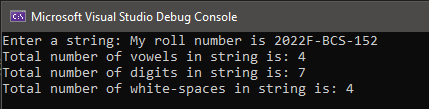 Microsoft Visual Studio Debug Console
Enter a string: My roll number is 2022F-BCS-152
Total number of vowels in string is: 4
Total number of digits in string is: 7
Total number of white-spaces in string is: 4